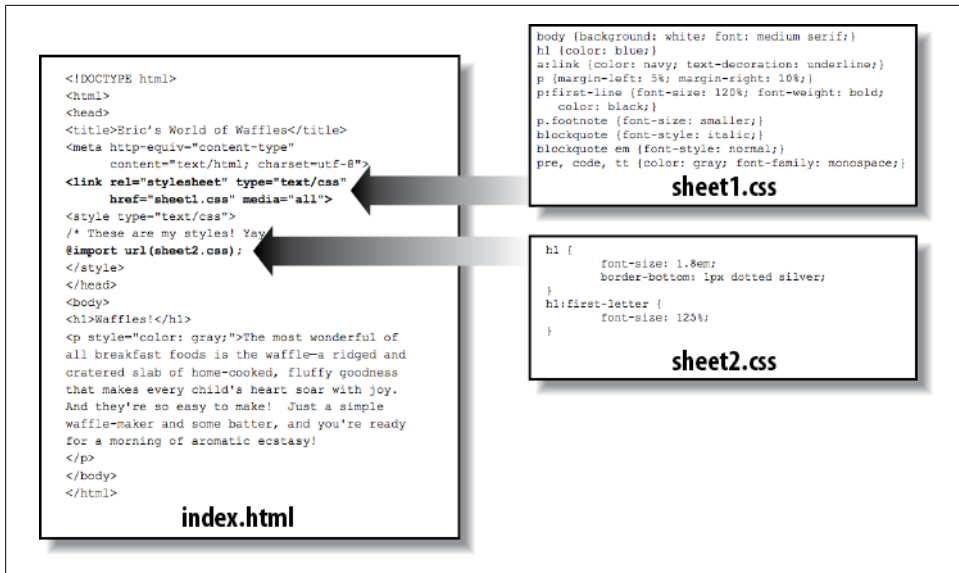 <!DOCTYPE html>
<html>
<head>
<title>Eric's World of Waffles</title>
<meta http-equiv="content-type"
content="text/html; charset=utf-8">
<link rel="stylesheet" type="text/css"
href="sheet1.css" media="all">
<style type="text/css">
/* These are my styles! Yay
@import url(sheet2.css);
</style>
</head>
<body>
<h1>Waffles!</h1>
<p style="color: gray;">The most wonderful of
all breakfast foods is the waffle—a ridged and
cratered slab of home-cooked, fluffy goodness
that makes every child's heart soar with joy.
And they're so easy to make!  Just a simple
waffle-maker and some batter, and you're ready
for a morning of aromatic ecstasy!
</p>
</body>
</html>
index.html
body {background: white; font: medium serif;}
h1 {color: blue;}
a:link {color: navy; text-decoration: underline;}
p {margin-left: 5%; margin-right: 10%;}
p:first-line {font-size: 120%; font-weight: bold;
color: black;}
p.footnote {font-size: smaller;}
blockquote {font-style: italic;}
blockquote em {font-style: normal;}
pre, code, tt {color: gray; font-family: monospace;}
sheet1.css
h1 {
font-size: 1.8em;
border-bottom: 1px dotted silver;
}
h1:first-letter {
font-size: 125%;
}
sheet2.css